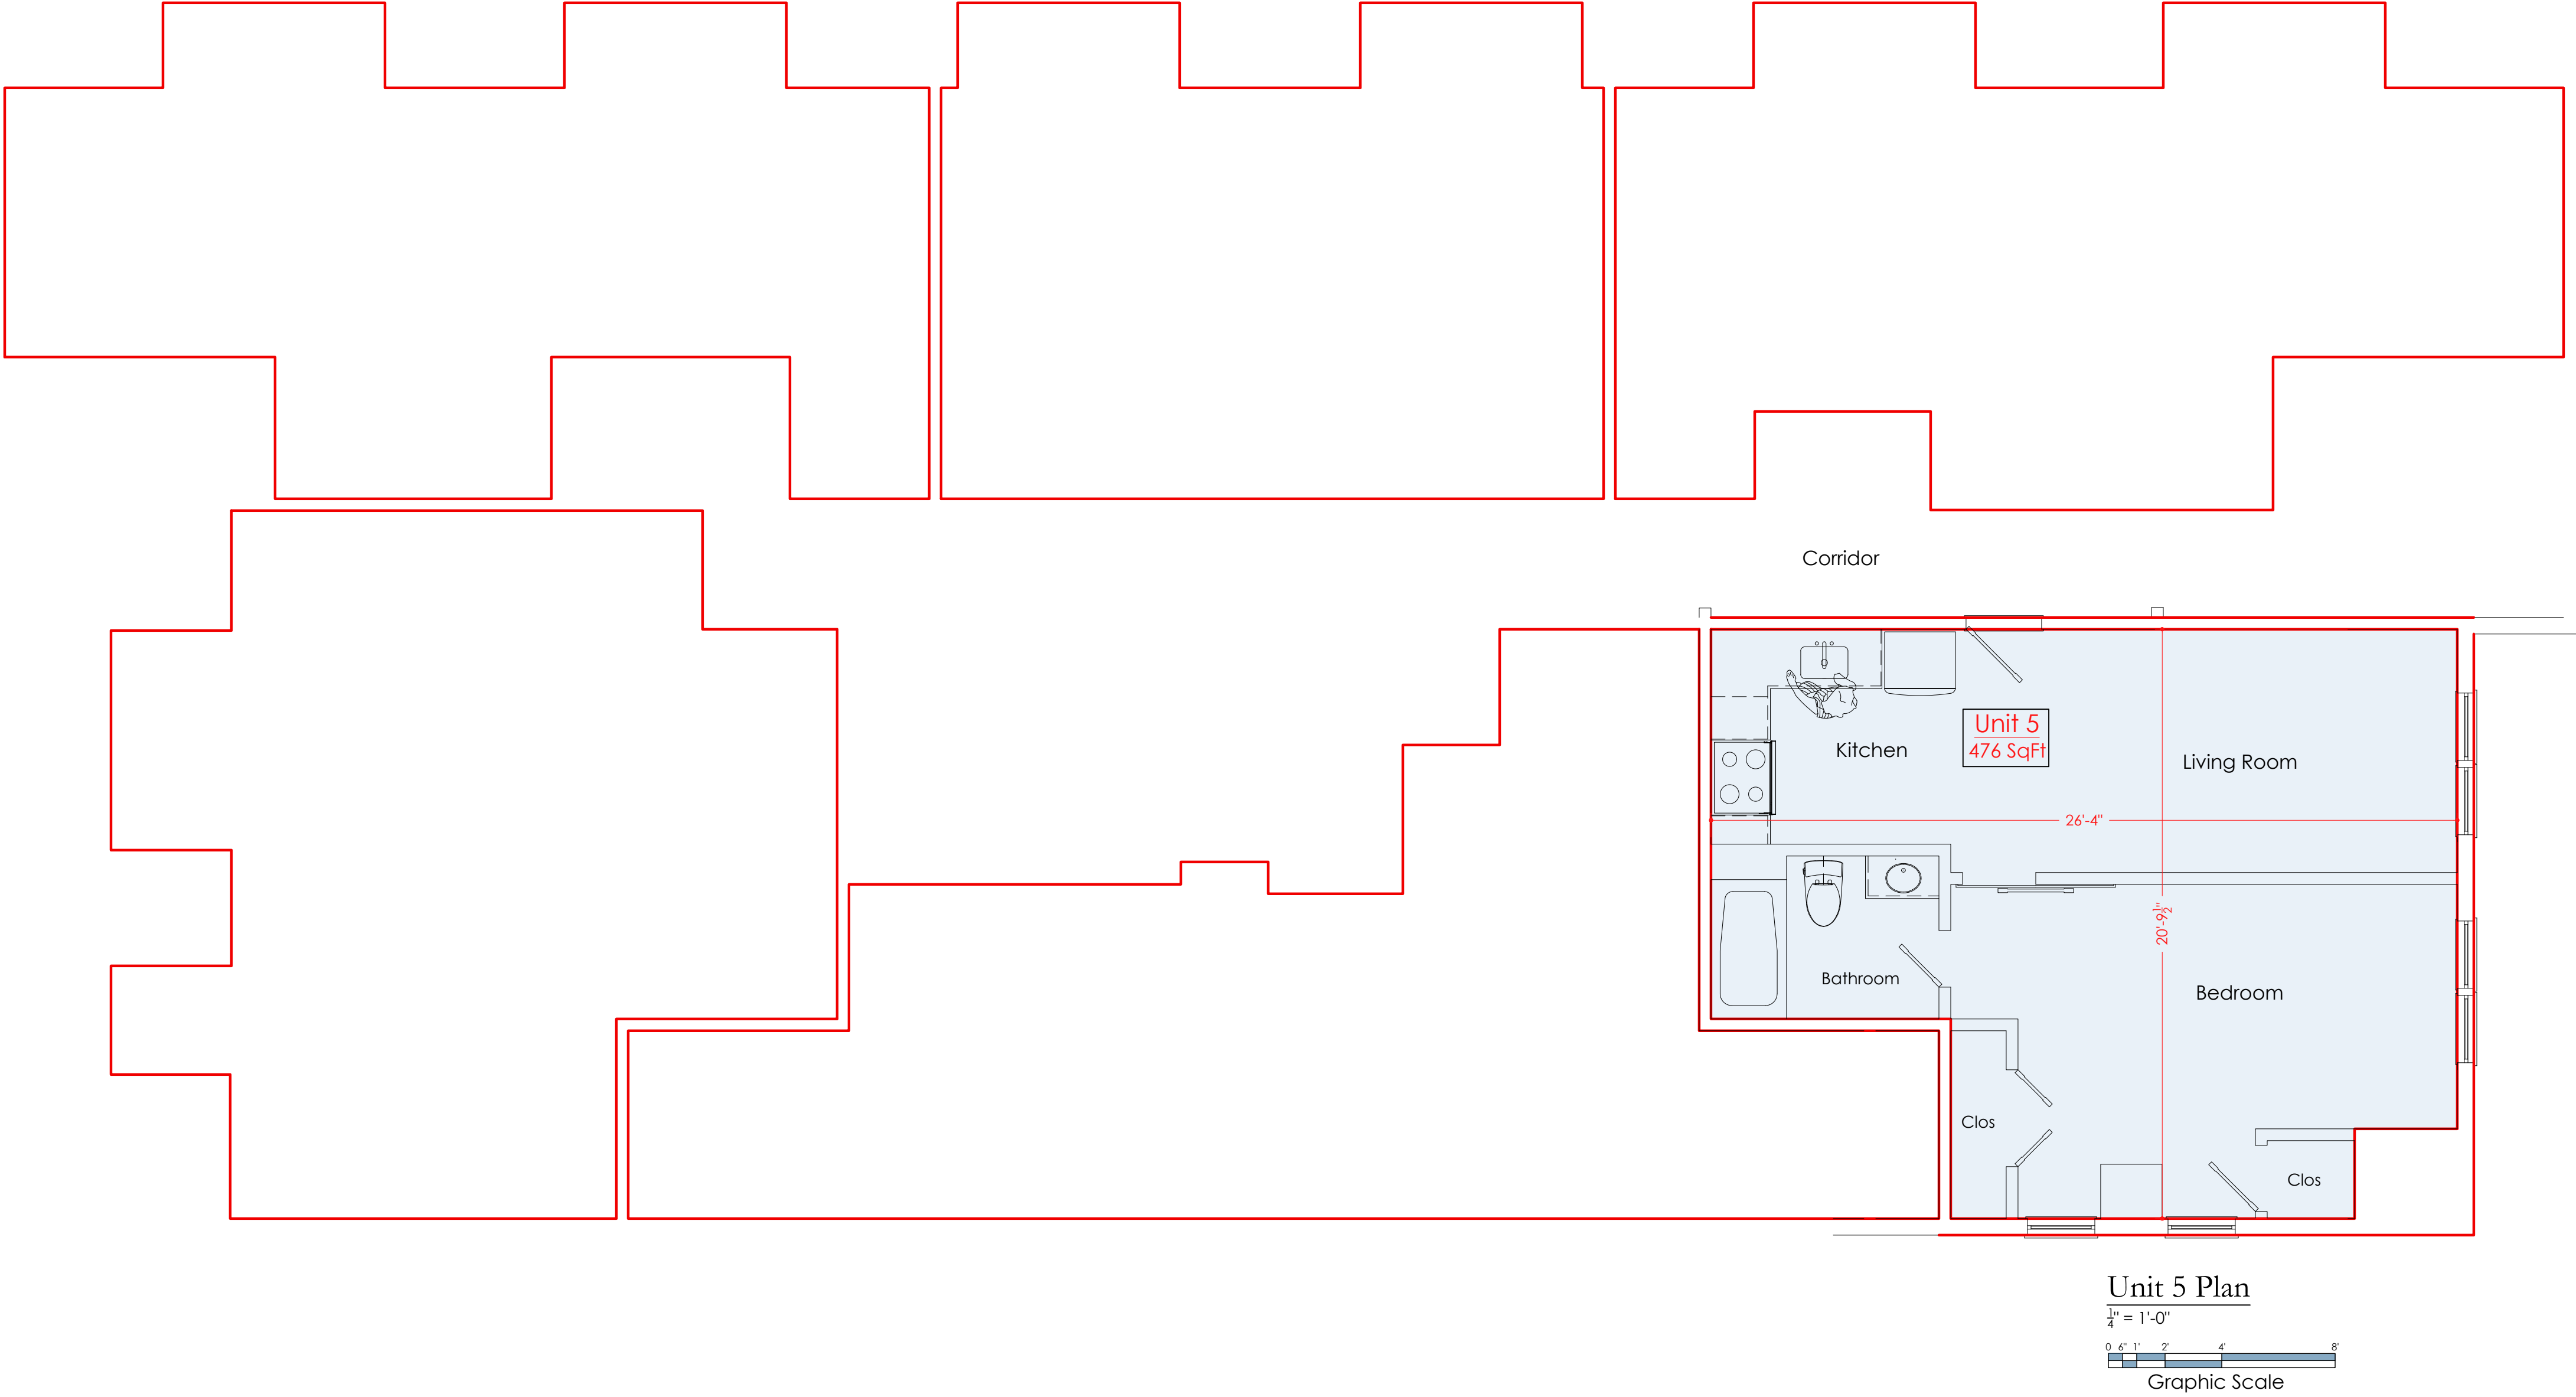 Corridor
Unit 5
476 SqFt
Kitchen
Living Room
26'-4"
20'-9½"
Bathroom
Bedroom
Clos
Clos
Unit 5 Plan
¼" = 1'-0"
0 6" 1' 2' 4' 8'
Graphic Scale